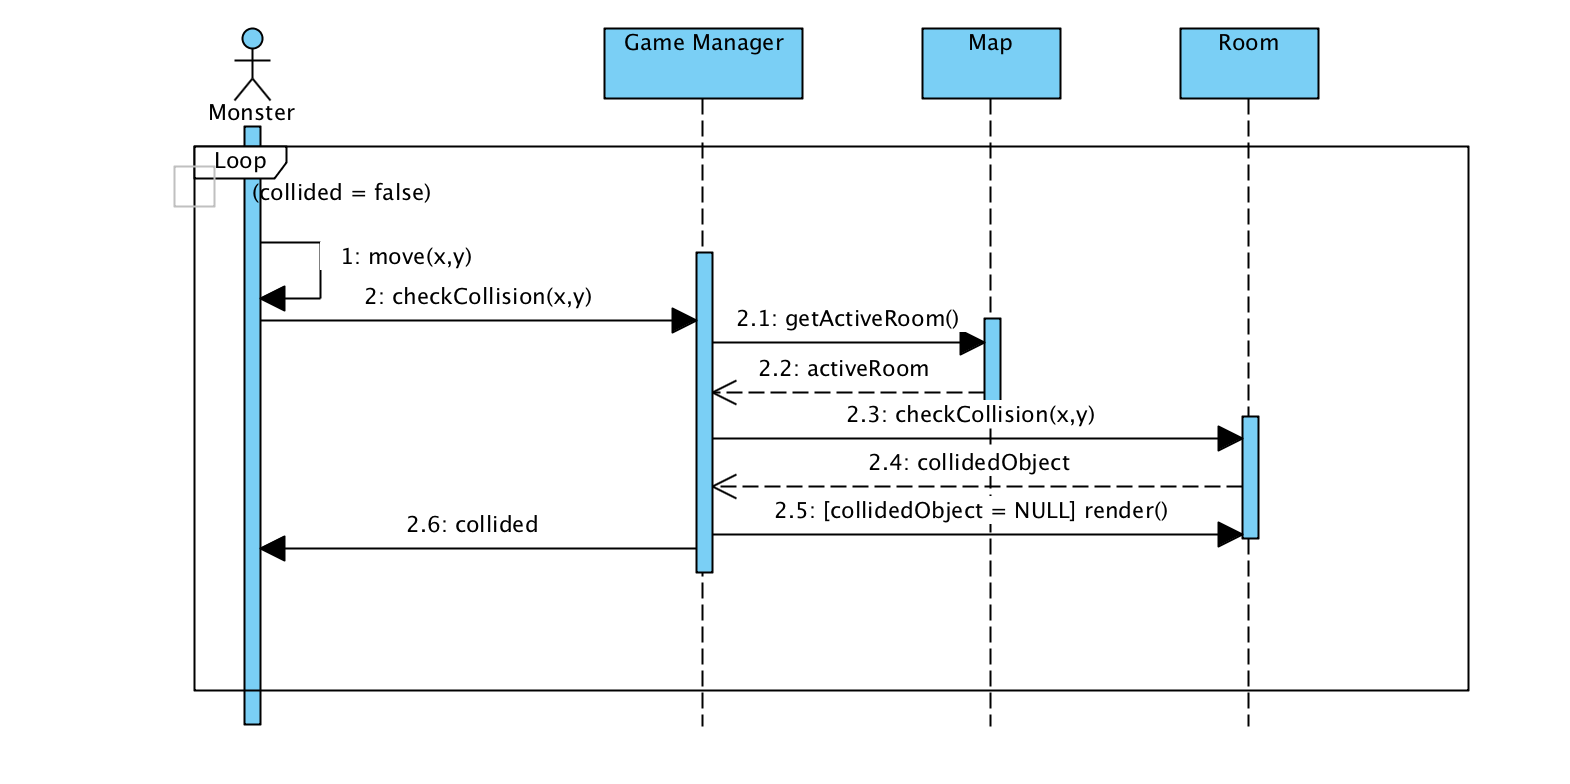 Monster
Game Manager
Map
Room
Loop
(collided = false)
1: move(x,y)
2: checkCollision(x,y)
2.1: getActiveRoom()
2.2: activeRoom
2.3: checkCollision(x,y)
2.4: collidedObject
2.5: [collidedObject = NULL] render()
2.6: collided